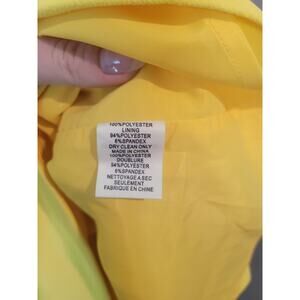 100%POLYESTER
LINING
94%POLYESTER
6%SPANDEX
DRY CLEAN ONLY
MADE IN CHINA
100%POLYESTER
DOUBLURE
94%POLYESTER
6%SPANDEX
NETTOYAGE A SEC
SEULEMENT
FABRIQUE EN CHINE